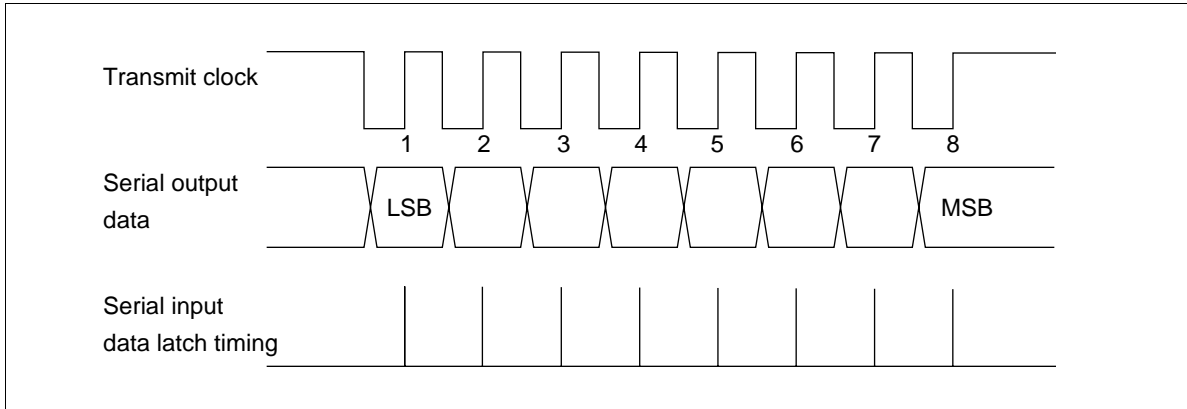 Transmit clock
1 2 3 4 5 6 7 8
Serial output
data
LSB MSB
Serial input
data latch timing